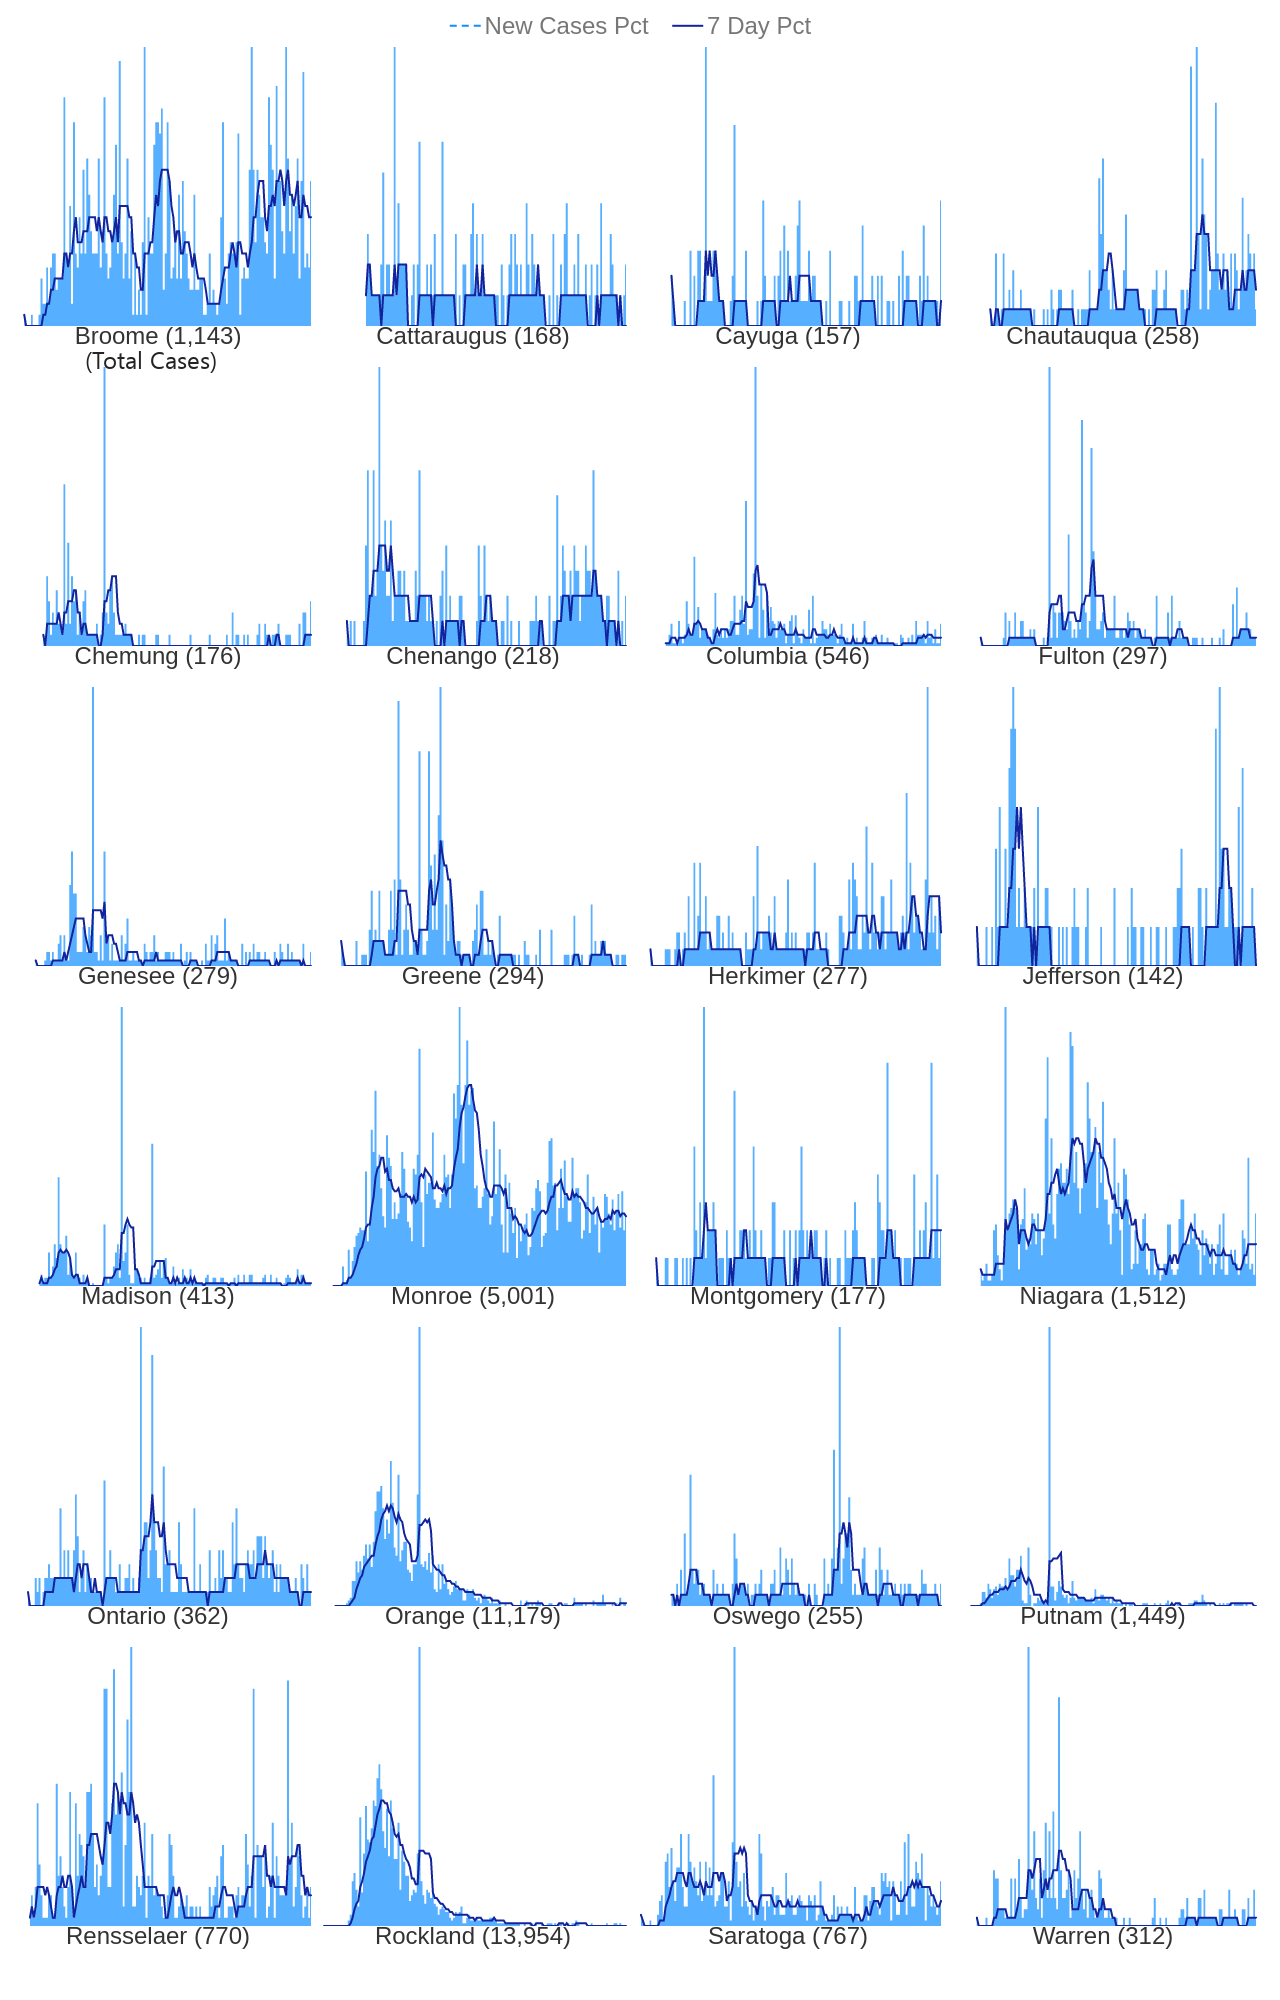 New Cases Pct 7 Day Pct
Broome (1,143) Cattaraugus (168) Cayuga (157) Chautauqua (258)
(Total Cases)
Chemung (176) Chenango (218) Columbia (546) Fulton (297)
Genesee (279) Greene (294) Herkimer (277) Jefferson (142)
Madison (413) Monroe (5,001) Montgomery (177) Niagara (1,512)
Ontario (362) Orange (11,179) Oswego (255) Putnam (1,449)
Rensselaer (770) Rockland (13,954) Saratoga (767) Warren (312)